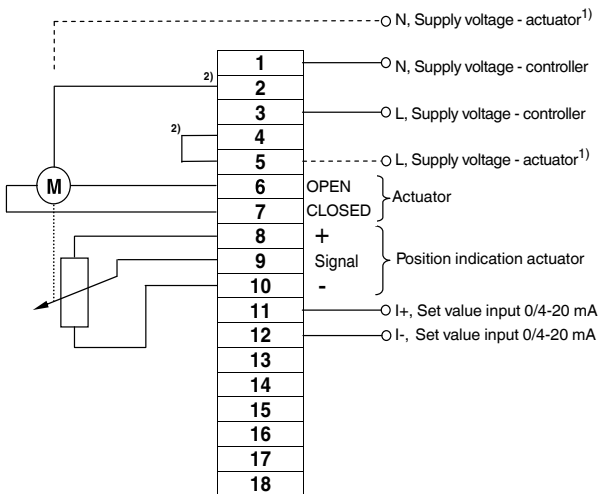 N, Supply voltage - actuator1)
1 N, Supply voltage - controller
2) 2
3 L, Supply voltage - controller
2) 4
5 L, Supply voltage - actuator1)
M 6 OPEN
Actuator
7 CLOSED
8 +
9 Signal Position indication actuator
10 -
11 I+, Set value input 0/4-20 mA
12 I-, Set value input 0/4-20 mA
13
14
15
16
17
18